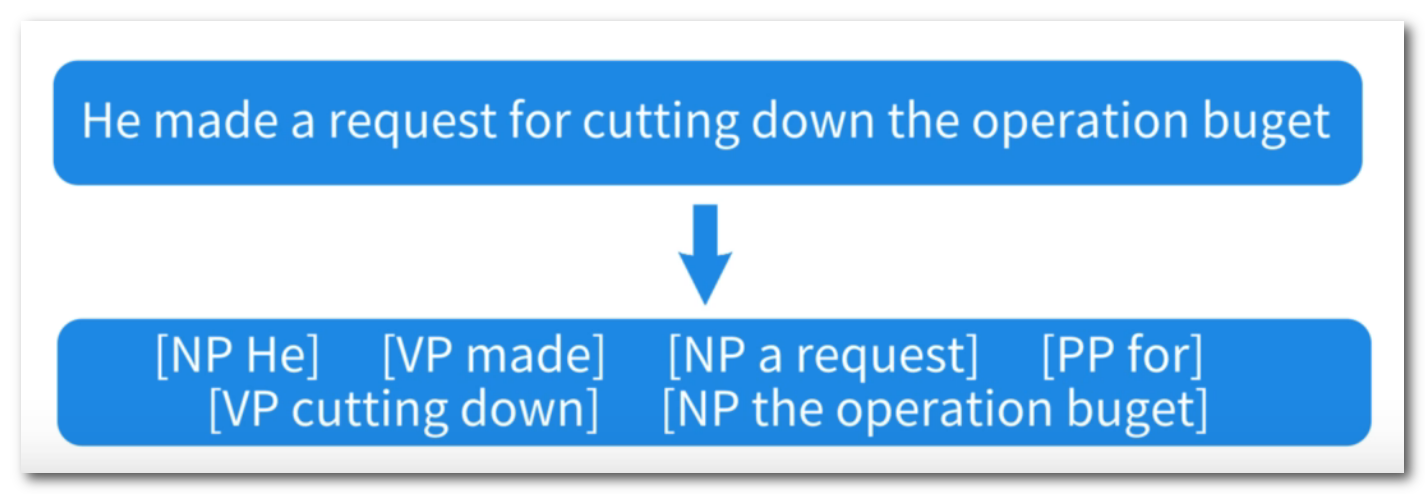 He made a request for cutting down the operation buget
[NP He] [VP made] [NP a request] [PP for]
[VP cutting down] [NP the operation buget]